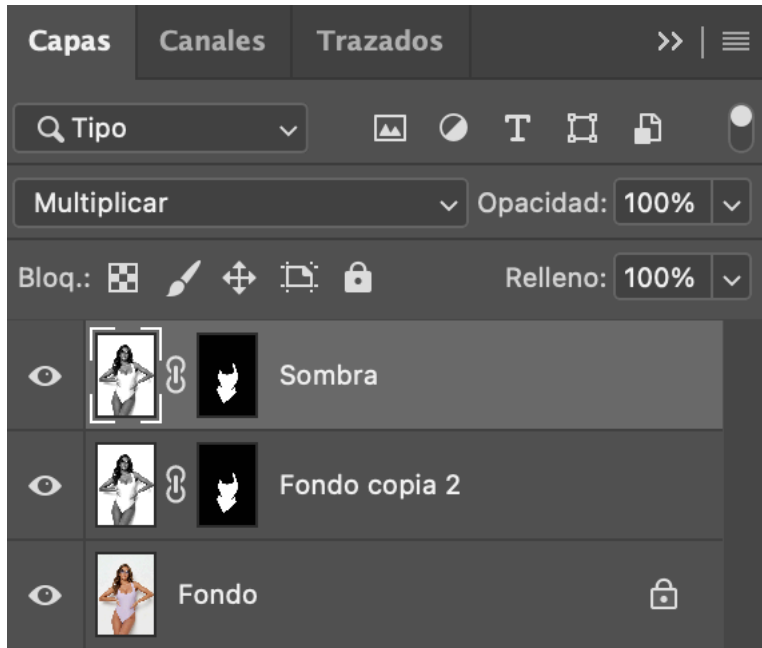 Capas Canales Trazados
Tipo
Multiplicar Opacidad: 100%
Bloq.: Relleno: 100%
Sombra
Fondo copia 2
Fondo